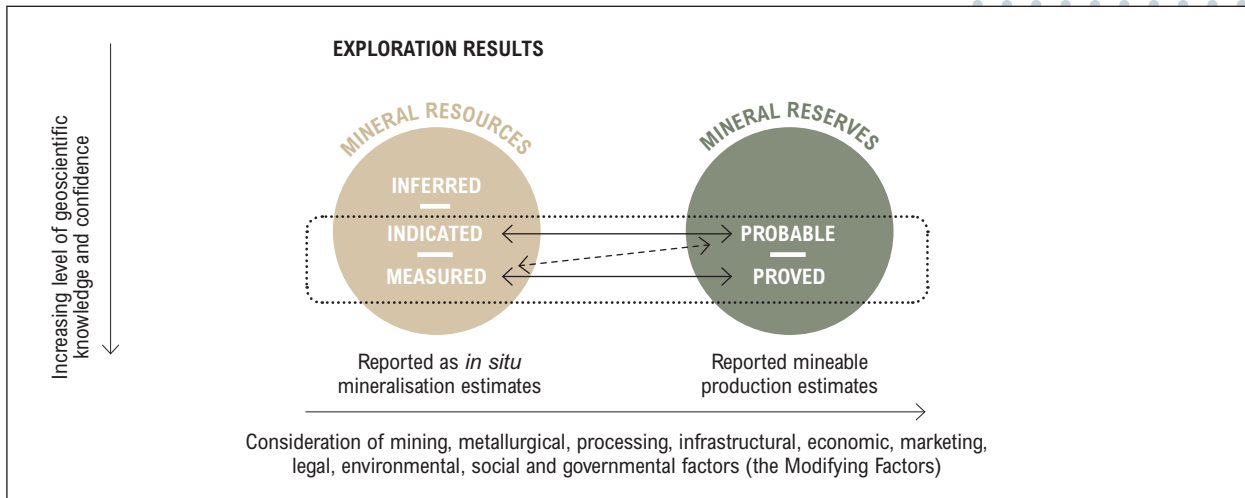 EXPLORATION RESULTS
Increasing level of geoscientific
knowledge and confidence
MINERAL RESOURCES
INFERRED
INDICATED
MEASURED
MINERAL RESERVES
PROBABLE
PROVED
Reported as in situ
mineralisation estimates
Reported mineable
production estimates
Consideration of mining, metallurgical, processing, infrastructural, economic, marketing,
legal, environmental, social and governmental factors (the Modifying Factors)